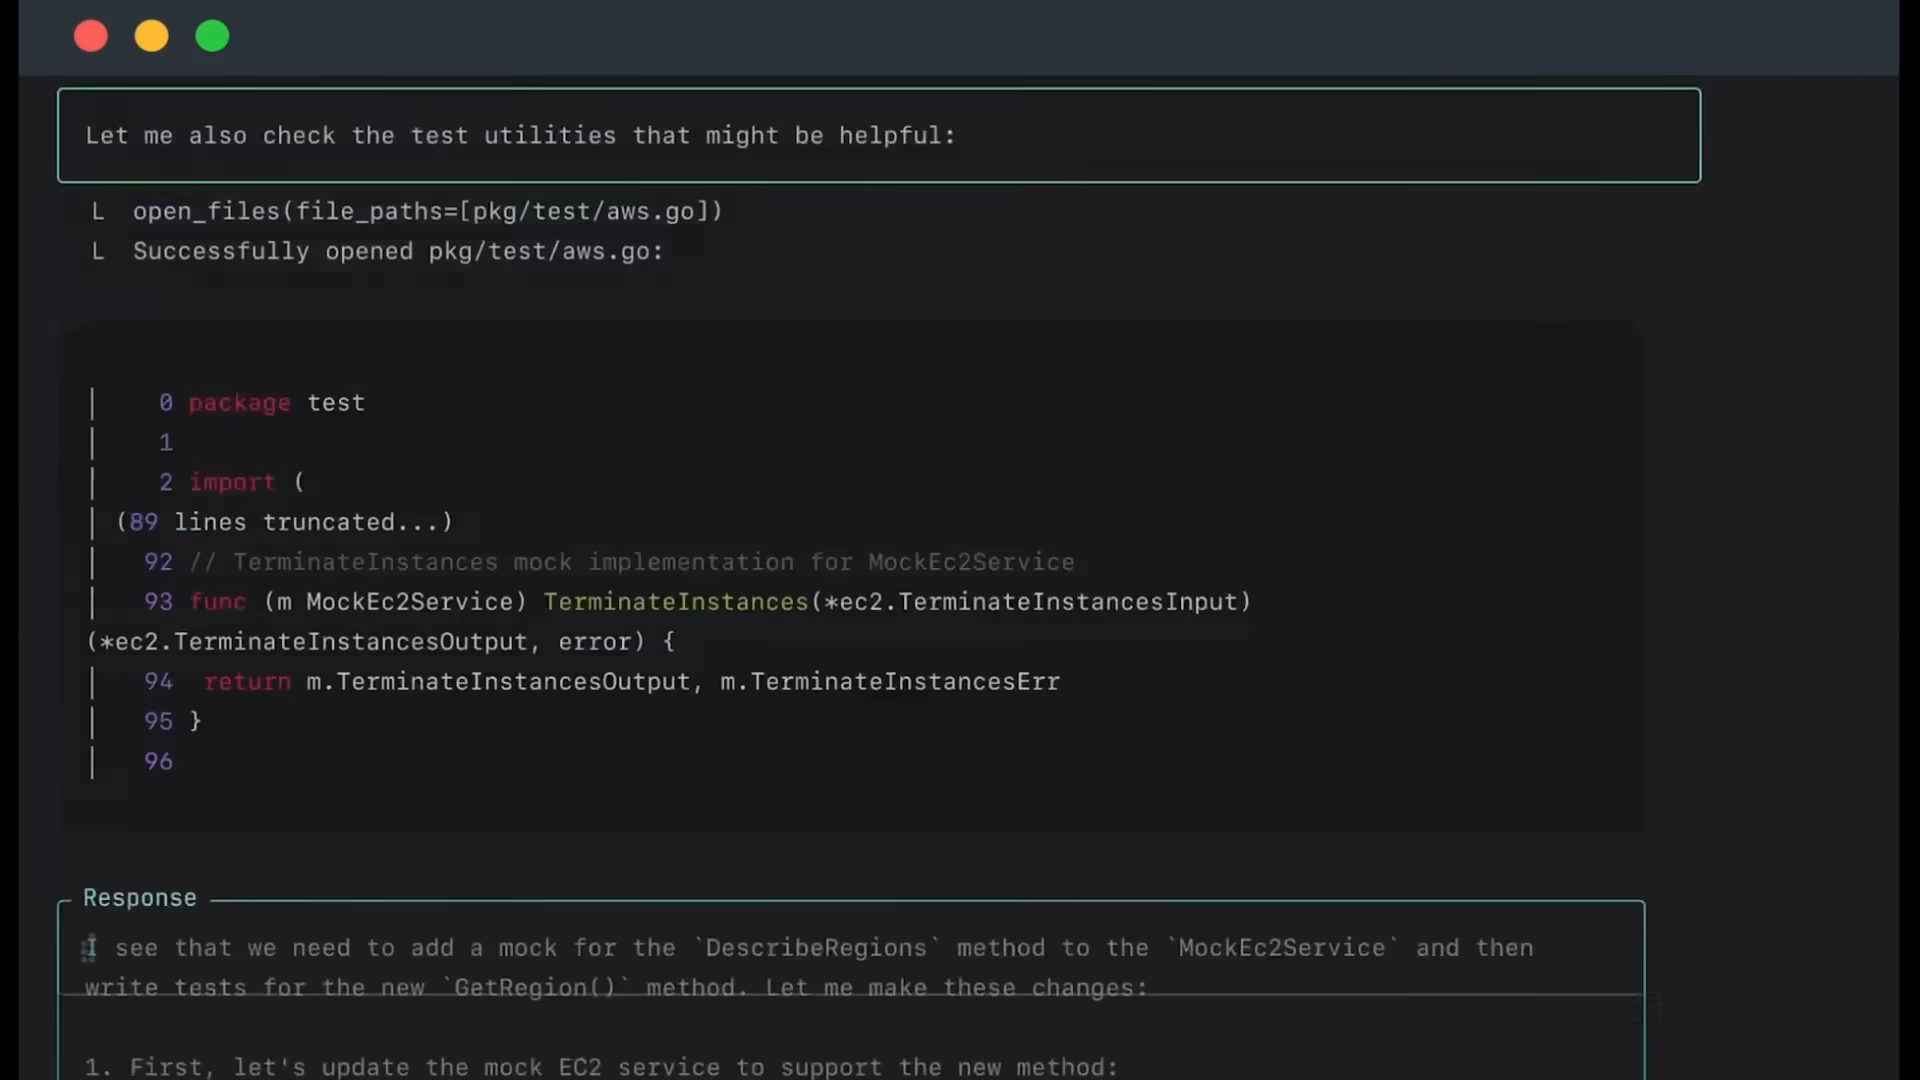 Let me also check the test utilities that might be helpful:
L open_files(file_paths=[pkg/test/aws.go])
L Successfully opened pkg/test/aws.go:
│ 0 package test
│ 1
│ 2 import (
│ (89 lines truncated...)
│ 92 // TerminateInstances mock implementation for MockEc2Service
│ 93 func (m MockEc2Service) TerminateInstances(*ec2.TerminateInstancesInput)
(*ec2.TerminateInstancesOutput, error) {
│ 94 return m.TerminateInstancesOutput, m.TerminateInstancesErr
│ 95 }
│ 96
Response
I see that we need to add a mock for the `DescribeRegions` method to the `MockEc2Service` and then
write tests for the new `GetRegion()` method. Let me make these changes:
1. First, let's update the mock EC2 service to support the new method: